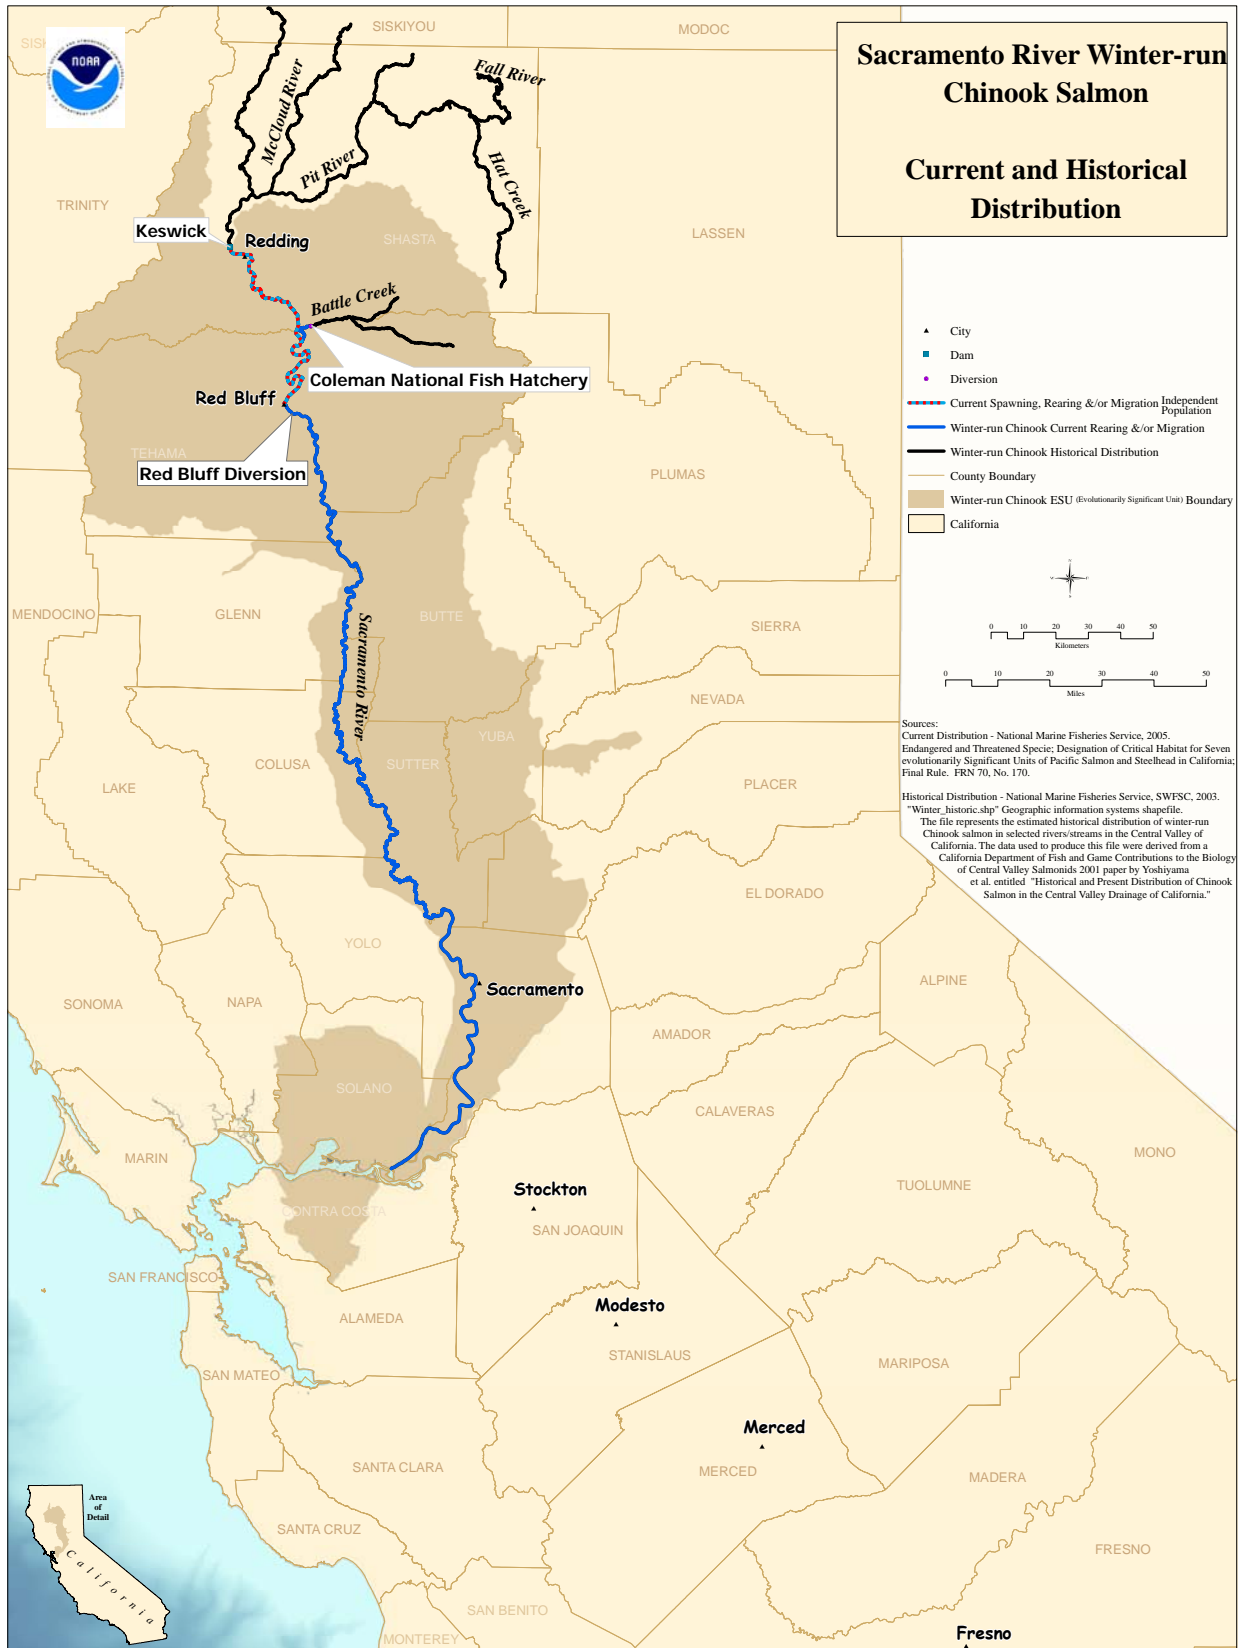 Sacramento River Winter-run
Chinook Salmon
Current and Historical
Distribution
SISKIYOU
MODOC
NOAA
TRINITY
SHASTA
LASSEN
McCloud River
Pit River
Fall River
Hat Creek
Keswick
Redding
Battle Creek
Coleman National Fish Hatchery
Red Bluff
TEHAMA
Red Bluff Diversion
PLUMAS
City
Dam
Diversion
Current Spawning, Rearing &/or Migration Independent
Population
Winter-run Chinook Current Rearing &/or Migration
Winter-run Chinook Historical Distribution
County Boundary
Winter-run Chinook ESU (Evolutionarily Significant Unit) Boundary
California
N
W E
S
0 10 20 30 40 50
Kilometers
0 10 20 30 40 50
Miles
MENDOCINO
GLENN
BUTTE
SIERRA
Sacramento River
NEVADA
YUBA
COLUSA
SUTTER
LAKE
PLACER
Sources:
Current Distribution - National Marine Fisheries Service, 2005.
Endangered and Threatened Specie; Designation of Critical Habitat for Seven
evolutionarily Significant Units of Pacific Salmon and Steelhead in California;
Final Rule. FRN 70, No. 170.
Historical Distribution - National Marine Fisheries Service, SWFSC, 2003.
"Winter_historic.shp" Geographic information systems shapefile.
The file represents the estimated historical distribution of winter-run
Chinook salmon in selected rivers/streams in the Central Valley of
California. The data used to produce this file were derived from a
California Department of Fish and Game Contributions to the Biology
of Central Valley Salmonids 2001 paper by Yoshiyama
et al. entitled "Historical and Present Distribution of Chinook
Salmon in the Central Valley Drainage of California."
EL DORADO
YOLO
ALPINE
SONOMA
NAPA
Sacramento
AMADOR
SOLANO
CALAVERAS
MARIN
MONO
TUOLUMNE
Stockton
CONTRA COSTA
SAN JOAQUIN
SAN FRANCISCO
Modesto
ALAMEDA
STANISLAUS
MARIPOSA
SAN MATEO
Merced
SANTA CLARA
MERCED
MADERA
Area
of
Detail
California
SANTA CRUZ
FRESNO
SAN BENITO
MONTEREY
Fresno